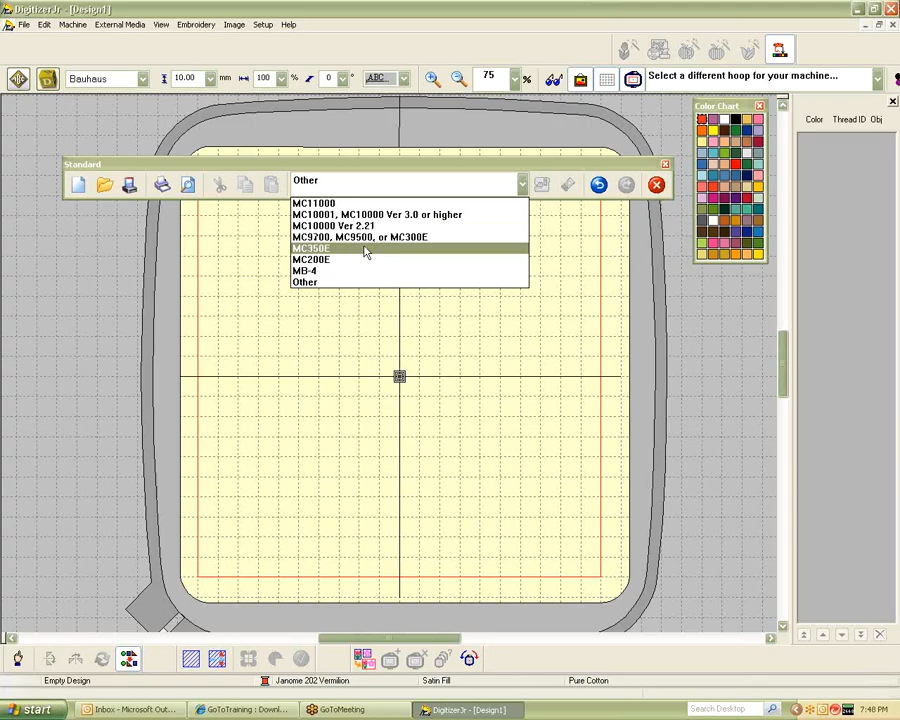 DigitizerJr - [Design1]
File Edit Machine External Media View Embroidery Image Setup Help
Bauhaus 10.00 mm 100 % 0 ° ABC 75 % Select a different hoop for your machine...
Color Chart
Color Thread ID Obj
Standard
Other
MC11000
MC10001, MC10000 Ver 3.0 or higher
MC10000 Ver 2.21
MC9700, MC9500, or MC300E
MC350E
MC200E
MB-4
Other
Empty Design Janome 202 Vermilion Satin Fill Pure Cotton
start Inbox - Microsoft Out... GoToTraining : Downl... GoToMeeting DigitizerJr - [Design1] Search Desktop 7:48 PM